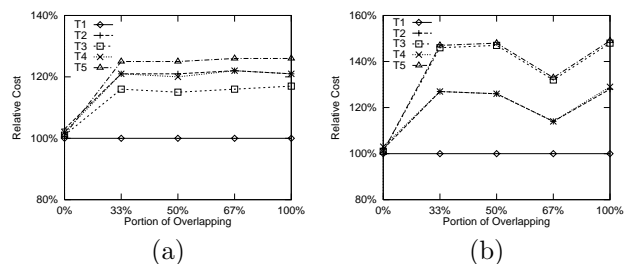 140%
120%
100%
80%
Relative Cost
T1
T2
T3
T4
T5
0% 33% 50% 67% 100%
Portion of Overlapping
(a)
160%
140%
120%
100%
80%
Relative Cost
T1
T2
T3
T4
T5
0% 33% 50% 67% 100%
Portion of Overlapping
(b)